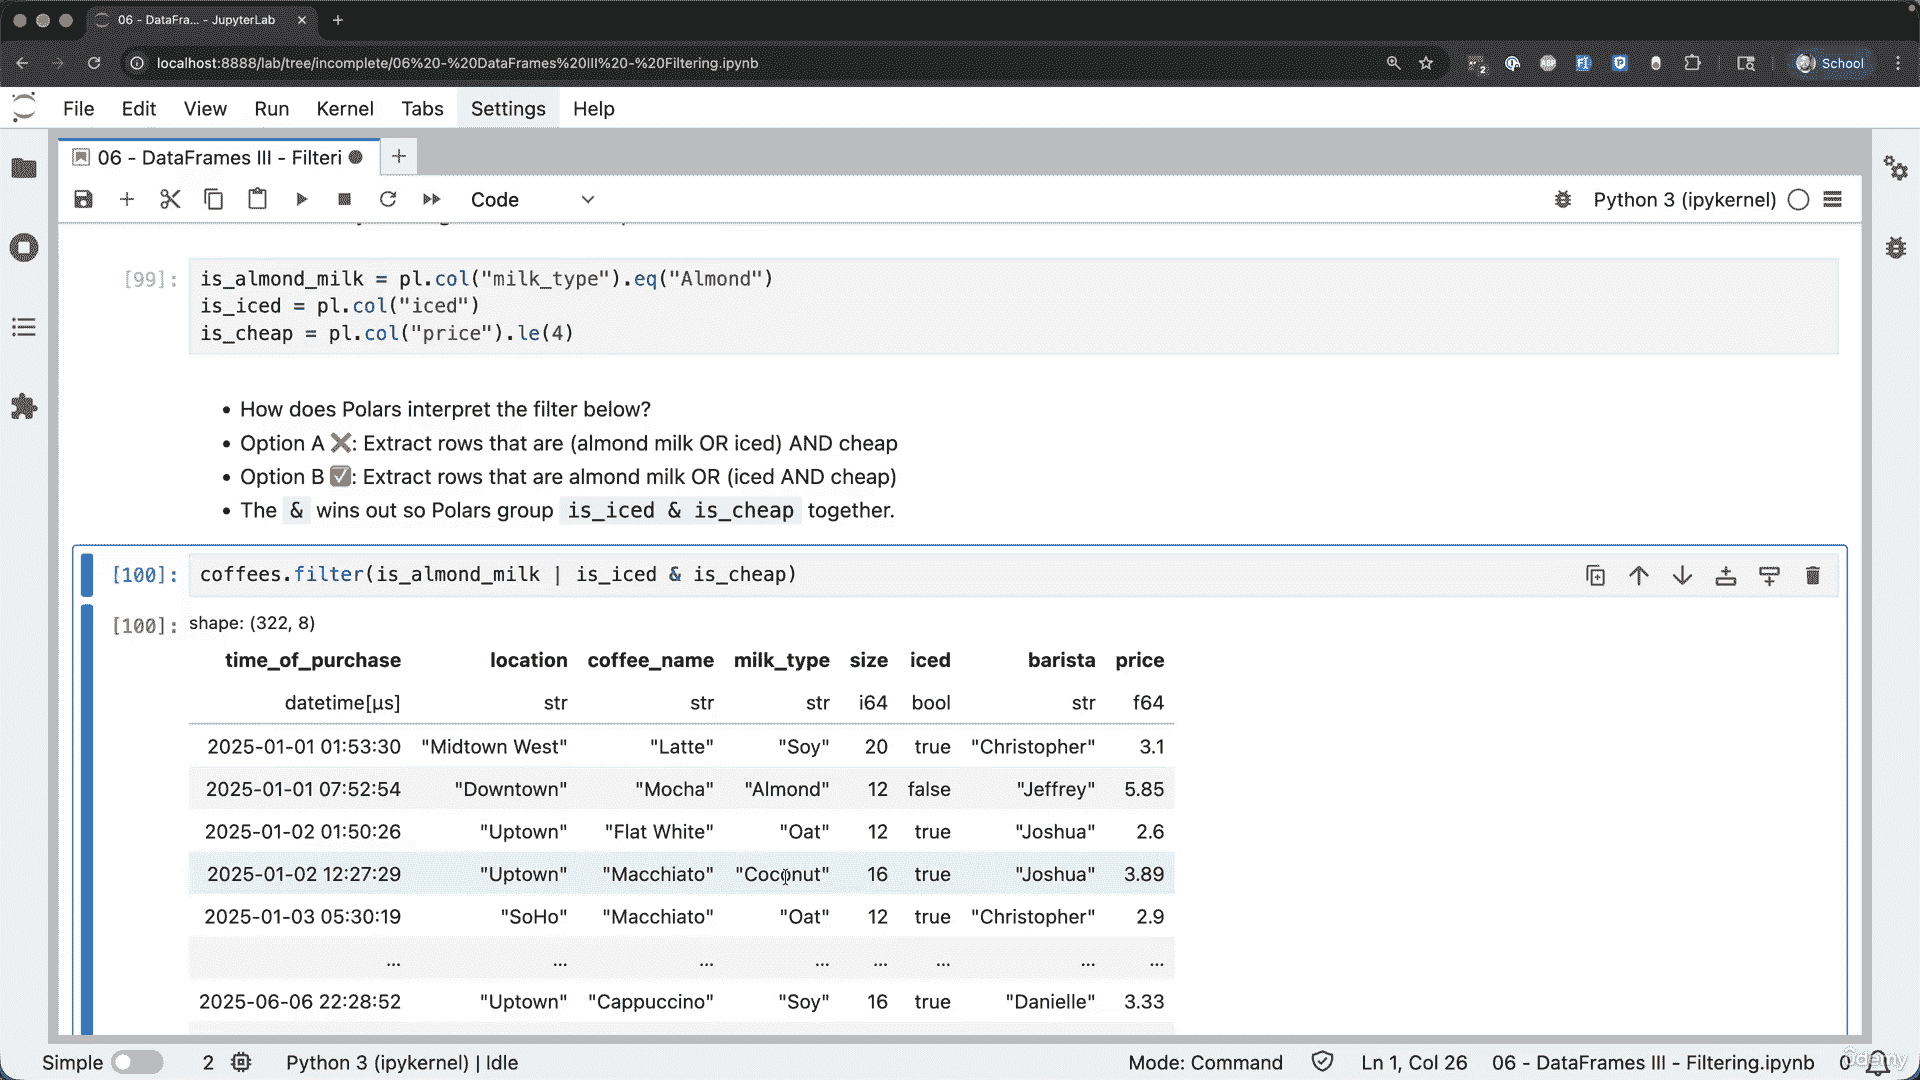 06 - DataFra... - JupyterLab
localhost:8888/lab/tree/incomplete/06%20-%20DataFrames%20III%20-%20Filtering.ipynb
2
ABP
School
File Edit View Run Kernel Tabs Settings Help
06 - DataFrames III - Filteri
Code
Python 3 (ipykernel)
[99]:
is_almond_milk = pl.col("milk_type").eq("Almond")
is_iced = pl.col("iced")
is_cheap = pl.col("price").le(4)
• How does Polars interpret the filter below?
• Option A ❌: Extract rows that are (almond milk OR iced) AND cheap
• Option B ☑: Extract rows that are almond milk OR (iced AND cheap)
• The & wins out so Polars group is_iced & is_cheap together.
[100]: coffees.filter(is_almond_milk | is_iced & is_cheap)
[100]: shape: (322, 8)
time_of_purchase location coffee_name milk_type size iced barista price
datetime[μs] str str str i64 bool str f64
2025-01-01 01:53:30 "Midtown West" "Latte" "Soy" 20 true "Christopher" 3.1
2025-01-01 07:52:54 "Downtown" "Mocha" "Almond" 12 false "Jeffrey" 5.85
2025-01-02 01:50:26 "Uptown" "Flat White" "Oat" 12 true "Joshua" 2.6
2025-01-02 12:27:29 "Uptown" "Macchiato" "Coconut" 16 true "Joshua" 3.89
2025-01-03 05:30:19 "SoHo" "Macchiato" "Oat" 12 true "Christopher" 2.9
... ... ... ... ... ... ... ...
2025-06-06 22:28:52 "Uptown" "Cappuccino" "Soy" 16 true "Danielle" 3.33
Simple 2 Python 3 (ipykernel) | Idle Mode: Command Ln 1, Col 26 06 - DataFrames III - Filtering.ipynb 0
udemy